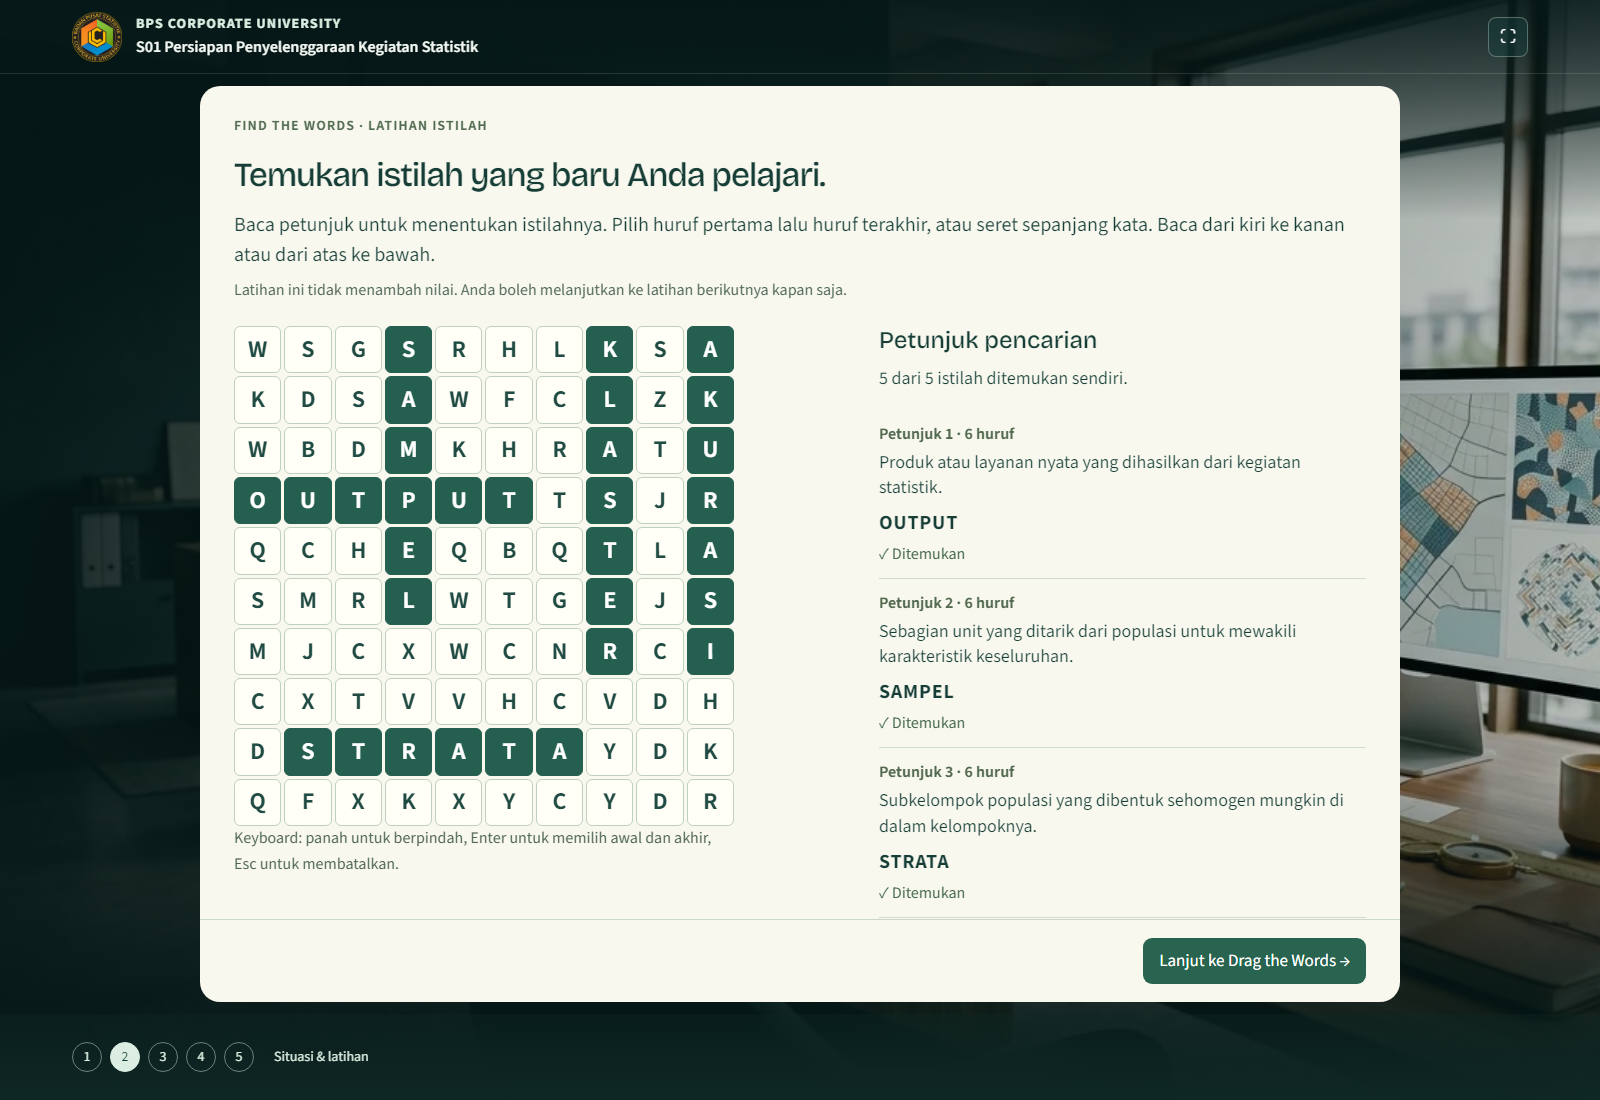 BPS CORPORATE UNIVERSITY
S01 Persiapan Penyelenggaraan Kegiatan Statistik
FIND THE WORDS · LATIHAN ISTILAH
Temukan istilah yang baru Anda pelajari.
Baca petunjuk untuk menentukan istilahnya. Pilih huruf pertama lalu huruf terakhir, atau seret sepanjang kata. Baca dari kiri ke kanan
atau dari atas ke bawah.
Latihan ini tidak menambah nilai. Anda boleh melanjutkan ke latihan berikutnya kapan saja.
W S G S R H L K S A
K D S A W F C L Z K
W B D M K H R A T U
O U T P U T T S J R
Q C H E Q B Q T L A
S M R L W T G E J S
M J C X W C N R C I
C X T V V H C V D H
D S T R A T A Y D K
Q F X K X Y C Y D R
Keyboard: panah untuk berpindah, Enter untuk memilih awal dan akhir,
Esc untuk membatalkan.
Petunjuk pencarian
5 dari 5 istilah ditemukan sendiri.
Petunjuk 1 · 6 huruf
Produk atau layanan nyata yang dihasilkan dari kegiatan
statistik.
OUTPUT
✓ Ditemukan
Petunjuk 2 · 6 huruf
Sebagian unit yang ditarik dari populasi untuk mewakili
karakteristik keseluruhan.
SAMPEL
✓ Ditemukan
Petunjuk 3 · 6 huruf
Subkelompok populasi yang dibentuk sehomogen mungkin di
dalam kelompoknya.
STRATA
✓ Ditemukan
Lanjut ke Drag the Words →
1 2 3 4 5 Situasi & latihan